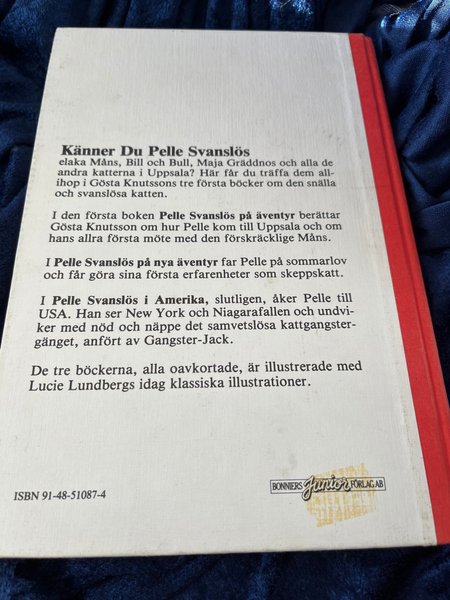 Känner Du Pelle Svanslös
elaka Måns, Bill och Bull, Maja Gräddnos och alla de
andra katterna i Uppsala? Här får du träffa dem all-
ihop i Gösta Knutssons tre första böcker om den snälla
och svanslösa katten.
I den första boken Pelle Svanslös på äventyr berättar
Gösta Knutsson om hur Pelle kom till Uppsala och om
hans allra första möte med den förskräcklige Måns.
I Pelle Svanslös på nya äventyr far Pelle på sommarlov
och får göra sina första erfarenheter som skeppskatt.
I Pelle Svanslös i Amerika, slutligen, åker Pelle till
USA. Han ser New York och Niagarafallen och undvi-
ker med nöd och näppe det samvetslösa kattgangster-
gänget, anfört av Gangster-Jack.
De tre böckerna, alla oavkortade, är illustrerade med
Lucie Lundbergs idag klassiska illustrationer.
ISBN 91-48-51087-4
BONNIERS Junior FÖRLAG AB